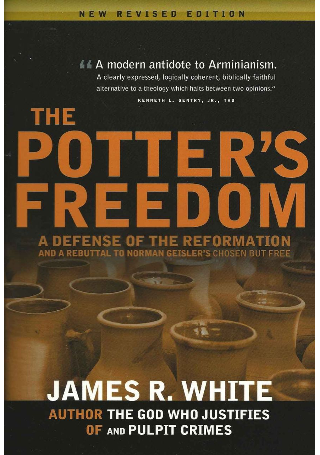 NEW REVISED EDITION
“A modern antidote to Arminianism.
A clearly expressed, logically coherent, biblically faithful
alternative to a theology which halts between two opinions.”
KENNETH L. GENTRY, JR., THD
THE
POTTER'S
FREEDOM
A DEFENSE OF THE REFORMATION
AND A REBUTTAL TO NORMAN GEISLER'S CHOSEN BUT FREE
JAMES R. WHITE
AUTHOR THE GOD WHO JUSTIFIES
OF AND PULPIT CRIMES